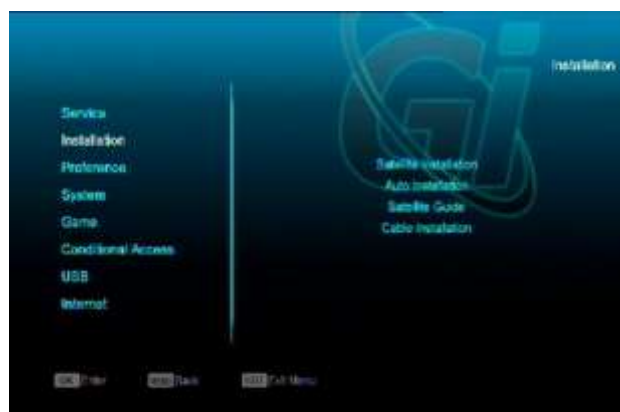 Installation
Service
Installation
Preference
System
Game
Conditional Access
USB
Internet
Satellite Installation
Auto Installation
Satellite Guide
Cable Installation
Enter
Back
EXIT Exit Menu